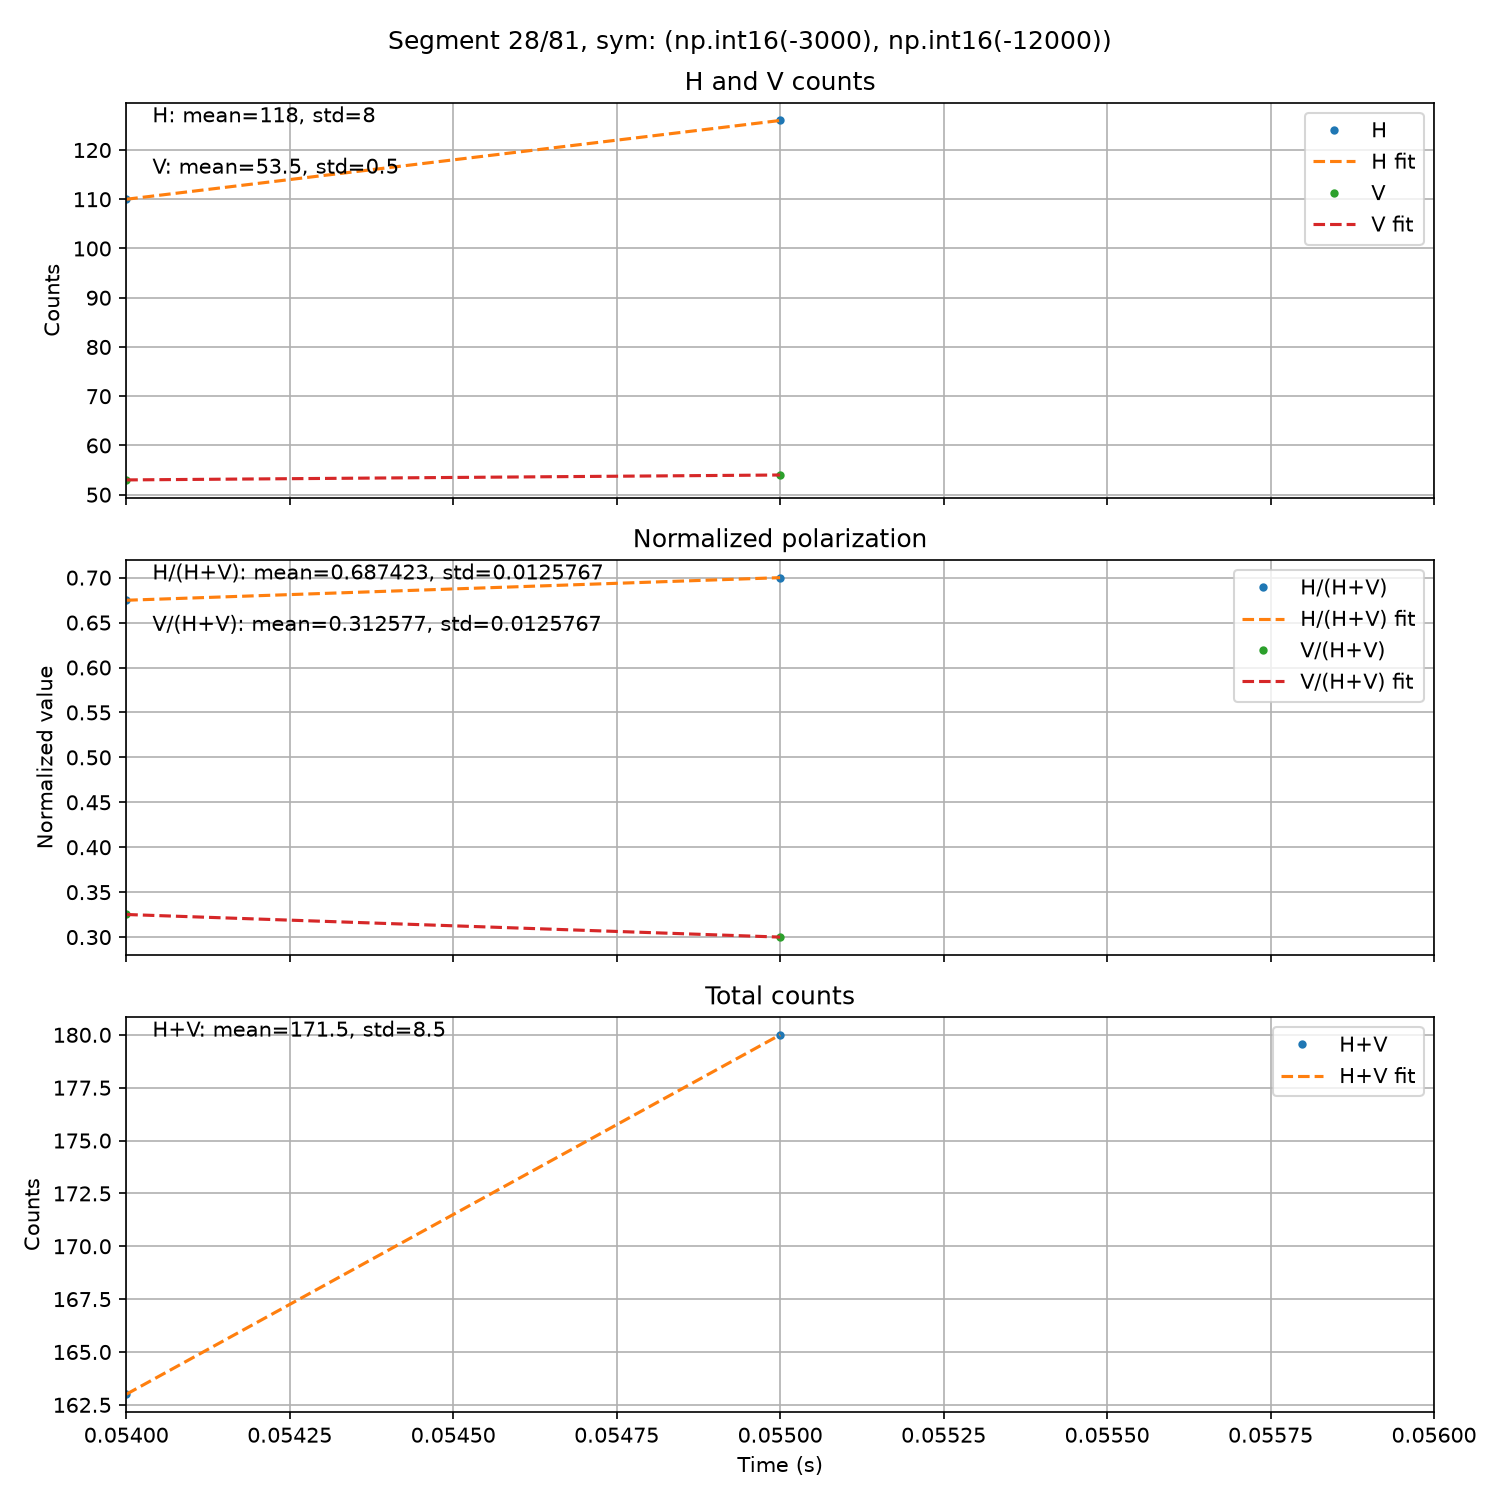 Segment 28/81, sym: (np.int16(-3000), np.int16(-12000))
H and V counts
H: mean=118, std=8
V: mean=53.5, std=0.5
H
H fit
V
V fit
Counts
120
110
100
90
80
70
60
50
Normalized polarization
H/(H+V): mean=0.687423, std=0.0125767
V/(H+V): mean=0.312577, std=0.0125767
H/(H+V)
H/(H+V) fit
V/(H+V)
V/(H+V) fit
Normalized value
0.70
0.65
0.60
0.55
0.50
0.45
0.40
0.35
0.30
Total counts
H+V: mean=171.5, std=8.5
H+V
H+V fit
Counts
180.0
177.5
175.0
172.5
170.0
167.5
165.0
162.5
0.05400 0.05425 0.05450 0.05475 0.05500 0.05525 0.05550 0.05575 0.05600
Time (s)